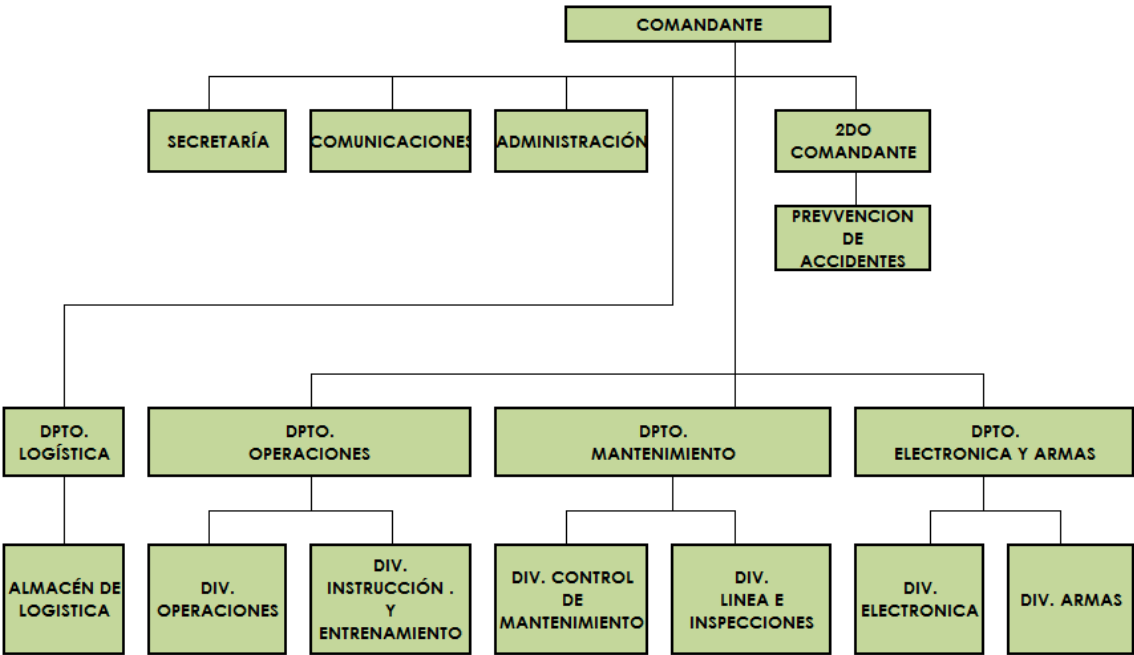 COMANDANTE
SECRETARÍA
COMUNICACIONES
ADMINISTRACIÓN
2DO
COMANDANTE
PREVVENCION
DE
ACCIDENTES
DPTO.
LOGÍSTICA
DPTO.
OPERACIONES
DPTO.
MANTENIMIENTO
DPTO.
ELECTRONICA Y ARMAS
ALMACÉN DE
LOGISTICA
DIV.
OPERACIONES
DIV.
INSTRUCCIÓN .
Y
ENTRENAMIENTO
DIV. CONTROL
DE
MANTENIMIENTO
DIV.
LINEA E
INSPECCIONES
DIV.
ELECTRONICA
DIV. ARMAS